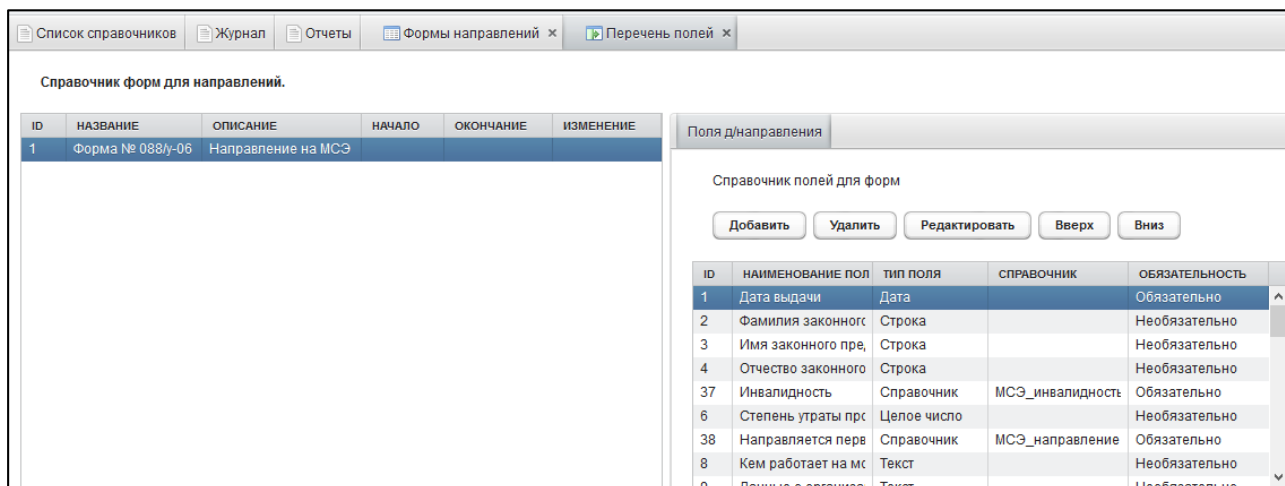 Список справочников Журнал Отчеты Формы направлений × Перечень полей ×
Справочник форм для направлений.
ID НАЗВАНИЕ ОПИСАНИЕ НАЧАЛО ОКОНЧАНИЕ ИЗМЕНЕНИЕ
1 Форма № 088/у-06 Направление на МСЭ
Поля д/направления
Справочник полей для форм
Добавить Удалить Редактировать Вверх Вниз
ID НАИМЕНОВАНИЕ ПОЛ ТИП ПОЛЯ СПРАВОЧНИК ОБЯЗАТЕЛЬНОСТЬ
1 Дата выдачи Дата Обязательно
2 Фамилия законног Строка Необязательно
3 Имя законного пре, Строка Необязательно
4 Отчество законного Строка Необязательно
37 Инвалидность Справочник МСЭ_инвалидность Обязательно
6 Степень утраты прс Целое число Необязательно
38 Направляется перв Справочник МСЭ_направление Обязательно
8 Кем работает на мс Текст Необязательно